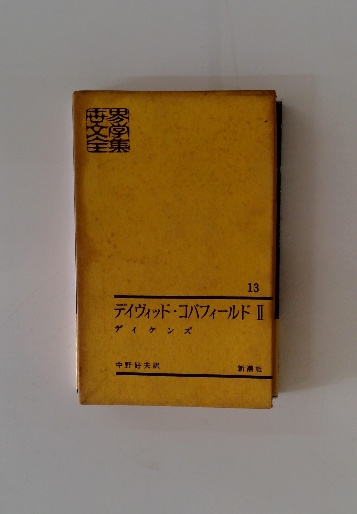 世界
文学
全集
13
デイヴィッド・コパフィールド Ⅱ
ディケンズ
中野好夫訳
新潮社